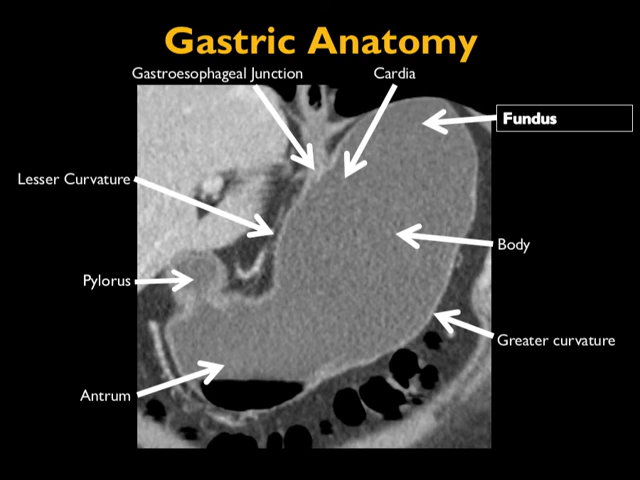 Gastric Anatomy
Gastroesophageal Junction
Cardia
Fundus
Lesser Curvature
Body
Pylorus
Greater curvature
Antrum